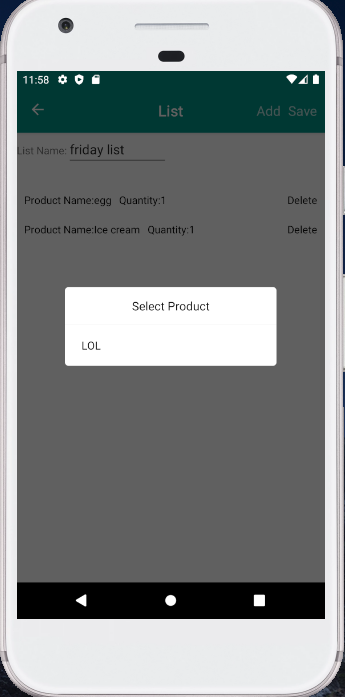 11:58
List Add Save
List Name: friday list
Product Name:egg Quantity:1 Delete
Product Name:Ice cream Quantity:1 Delete
Select Product
LOL